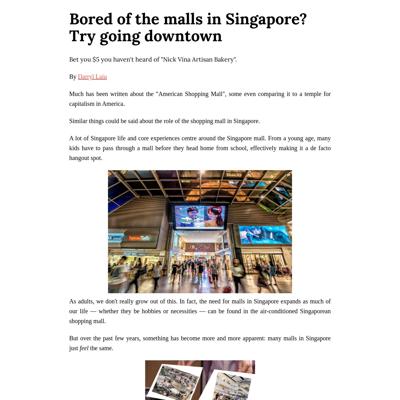 Bored of the malls in Singapore?
Try going downtown
Bet you $5 you haven't heard of "Nick Vina Artisan Bakery".
By Darryl Luiu
Much has been written about the "American Shopping Mall", some even comparing it to a temple for
capitalism in America.
Similar things could be said about the role of the shopping mall in Singapore.
A lot of Singapore life and core experiences centre around the Singapore mall. From a young age, many
kids have to pass through a mall before they head home from school, effectively making it a de facto
hangout spot.
As adults, we don't really grow out of this. In fact, the need for malls in Singapore expands as much of
our life — whether they be hobbies or necessities — can be found in the air-conditioned Singaporean
shopping mall.
But over the past few years, something has become more and more apparent: many malls in Singapore
just feel the same.